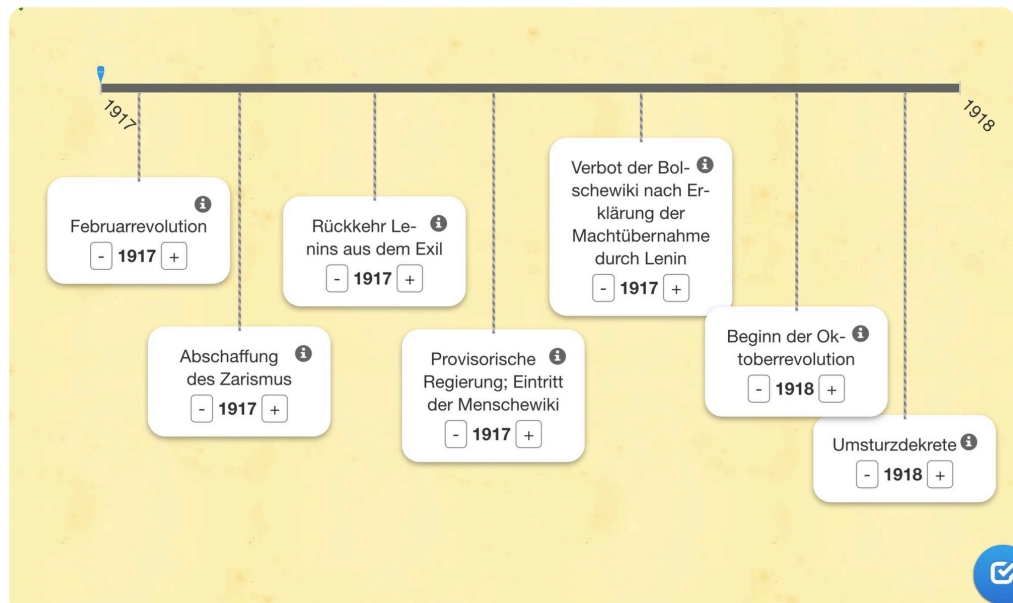 1917
1918
Februarrevolution
- 1917 +
Abschaffung
des Zarismus
- 1917 +
Rückkehr Le-
nins aus dem Exil
- 1917 +
Provisorische
Regierung; Eintritt
der Menschewiki
- 1917 +
Verbot der Bol-
schewiki nach Er-
klärung der
Machtübernahme
durch Lenin
- 1917 +
Beginn der Ok-
toberrevolution
- 1918 +
Umsturzdekrete
- 1918 +